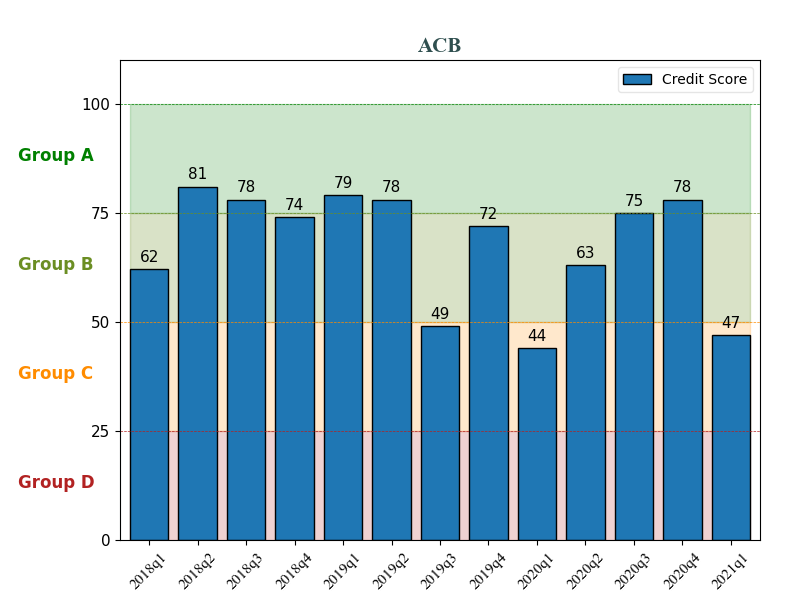 ACB
Credit Score
100
75
50
25
0
Group A
Group B
Group C
Group D
62
81
78
74
79
78
49
72
44
63
75
78
47
2018q1
2018q2
2018q3
2018q4
2019q1
2019q2
2019q3
2019q4
2020q1
2020q2
2020q3
2020q4
2021q1